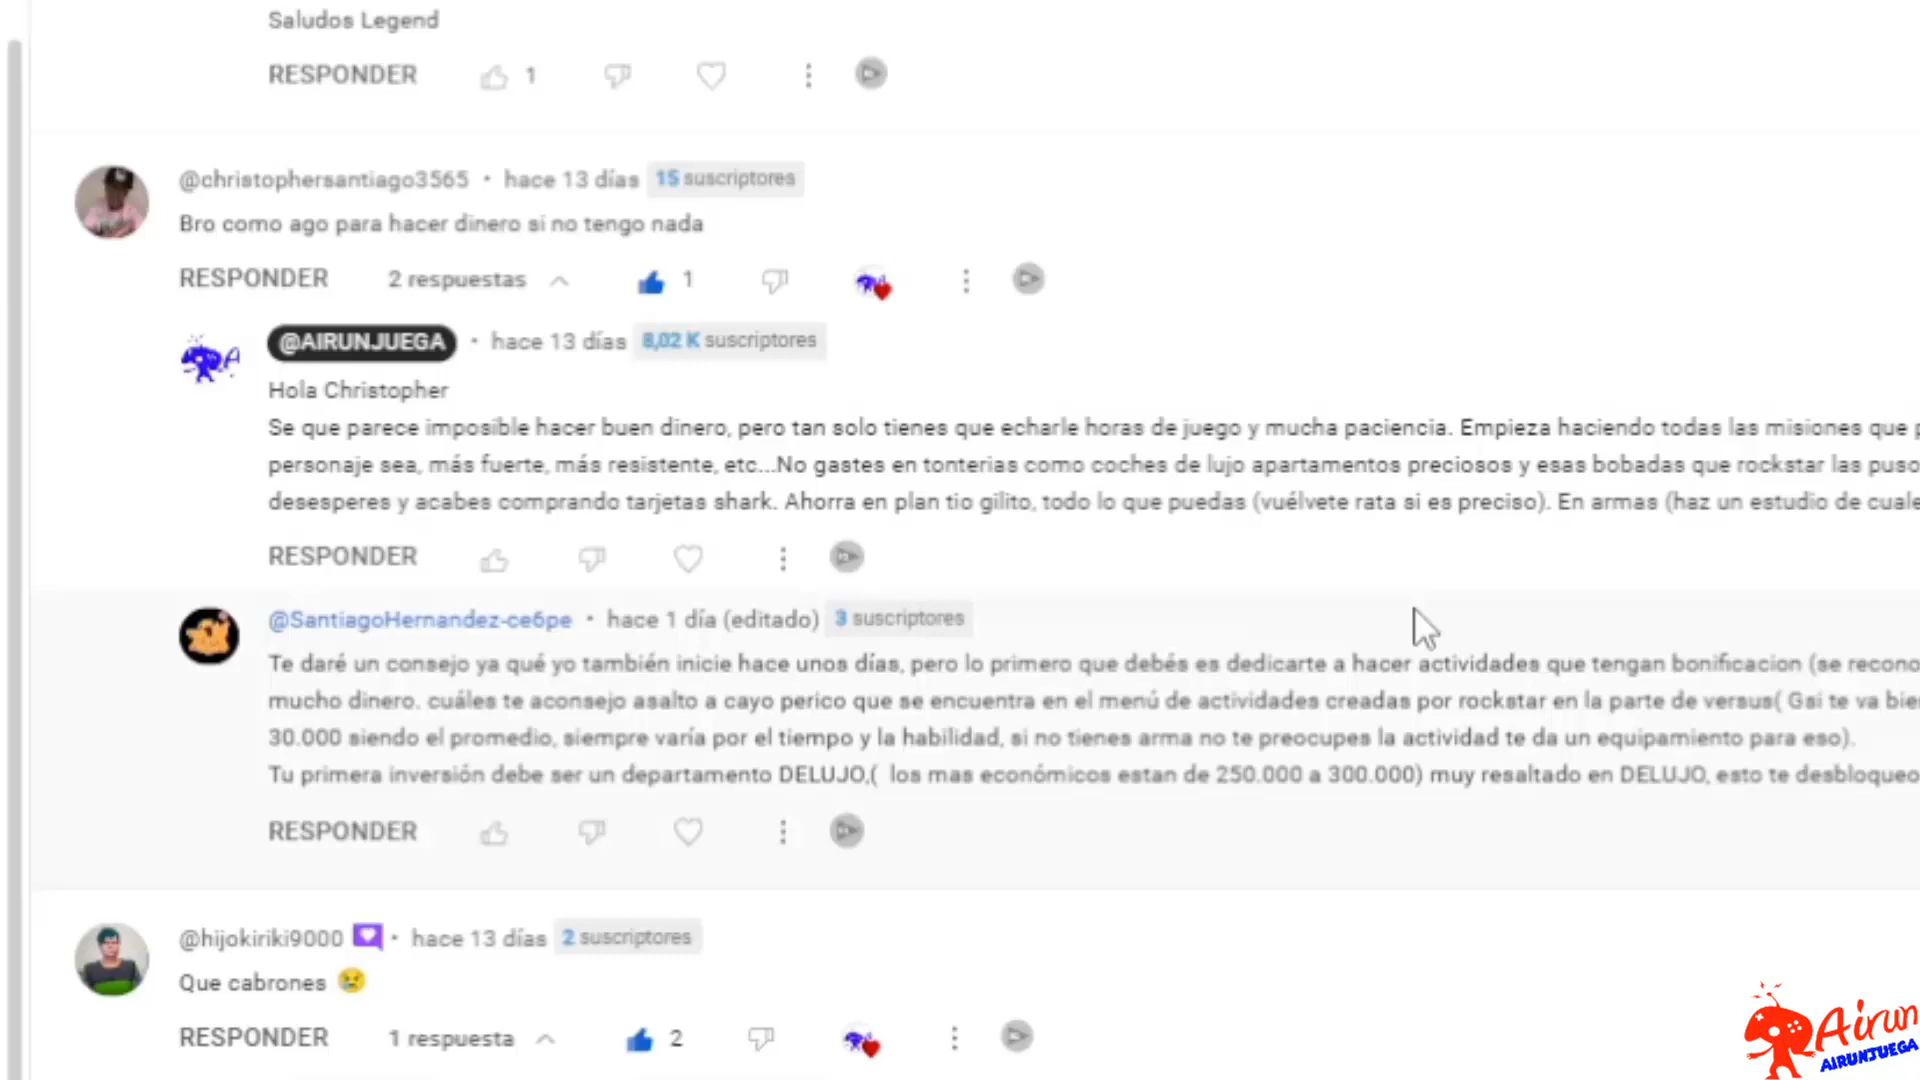 Saludos Legend
RESPONDER 1
@christophersantiago3565 • hace 13 días 15 suscriptores
Bro como ago para hacer dinero si no tengo nada
RESPONDER 2 respuestas 1
@AIRUNJUEGA • hace 13 días 8,02 K suscriptores
Hola Christopher
Se que parece imposible hacer buen dinero, pero tan solo tienes que echarle horas de juego y mucha paciencia. Empieza haciendo todas las misiones que
personaje sea, más fuerte, más resistente, etc...No gastes en tonterias como coches de lujo apartamentos preciosos y esas bobadas que rockstar las puso
desesperes y acabes comprando tarjetas shark. Ahorra en plan tio gilito, todo lo que puedas (vuélvete rata si es preciso). En armas (haz un estudio de cuale
RESPONDER
@SantiagoHernandez-ce6pe • hace 1 día (editado) 3 suscriptores
Te daré un consejo ya qué yo también inicie hace unos días, pero lo primero que debés es dedicarte a hacer actividades que tengan bonificacion (se recono
mucho dinero. cuáles te aconsejo asalto a cayo perico que se encuentra en el menú de actividades creadas por rockstar en la parte de versus( Gsi te va bie
30.000 siendo el promedio, siempre varía por el tiempo y la habilidad, si no tienes arma no te preocupes la actividad te da un equipamiento para eso).
Tu primera inversión debe ser un departamento DELUJO,( los mas económicos estan de 250.000 a 300.000) muy resaltado en DELUJO, esto te desbloqueo
RESPONDER
@hijokiriki9000 • hace 13 días 2 suscriptores
Que cabrones 😢
RESPONDER 1 respuesta 2
Airun
AIRUNJUEGA